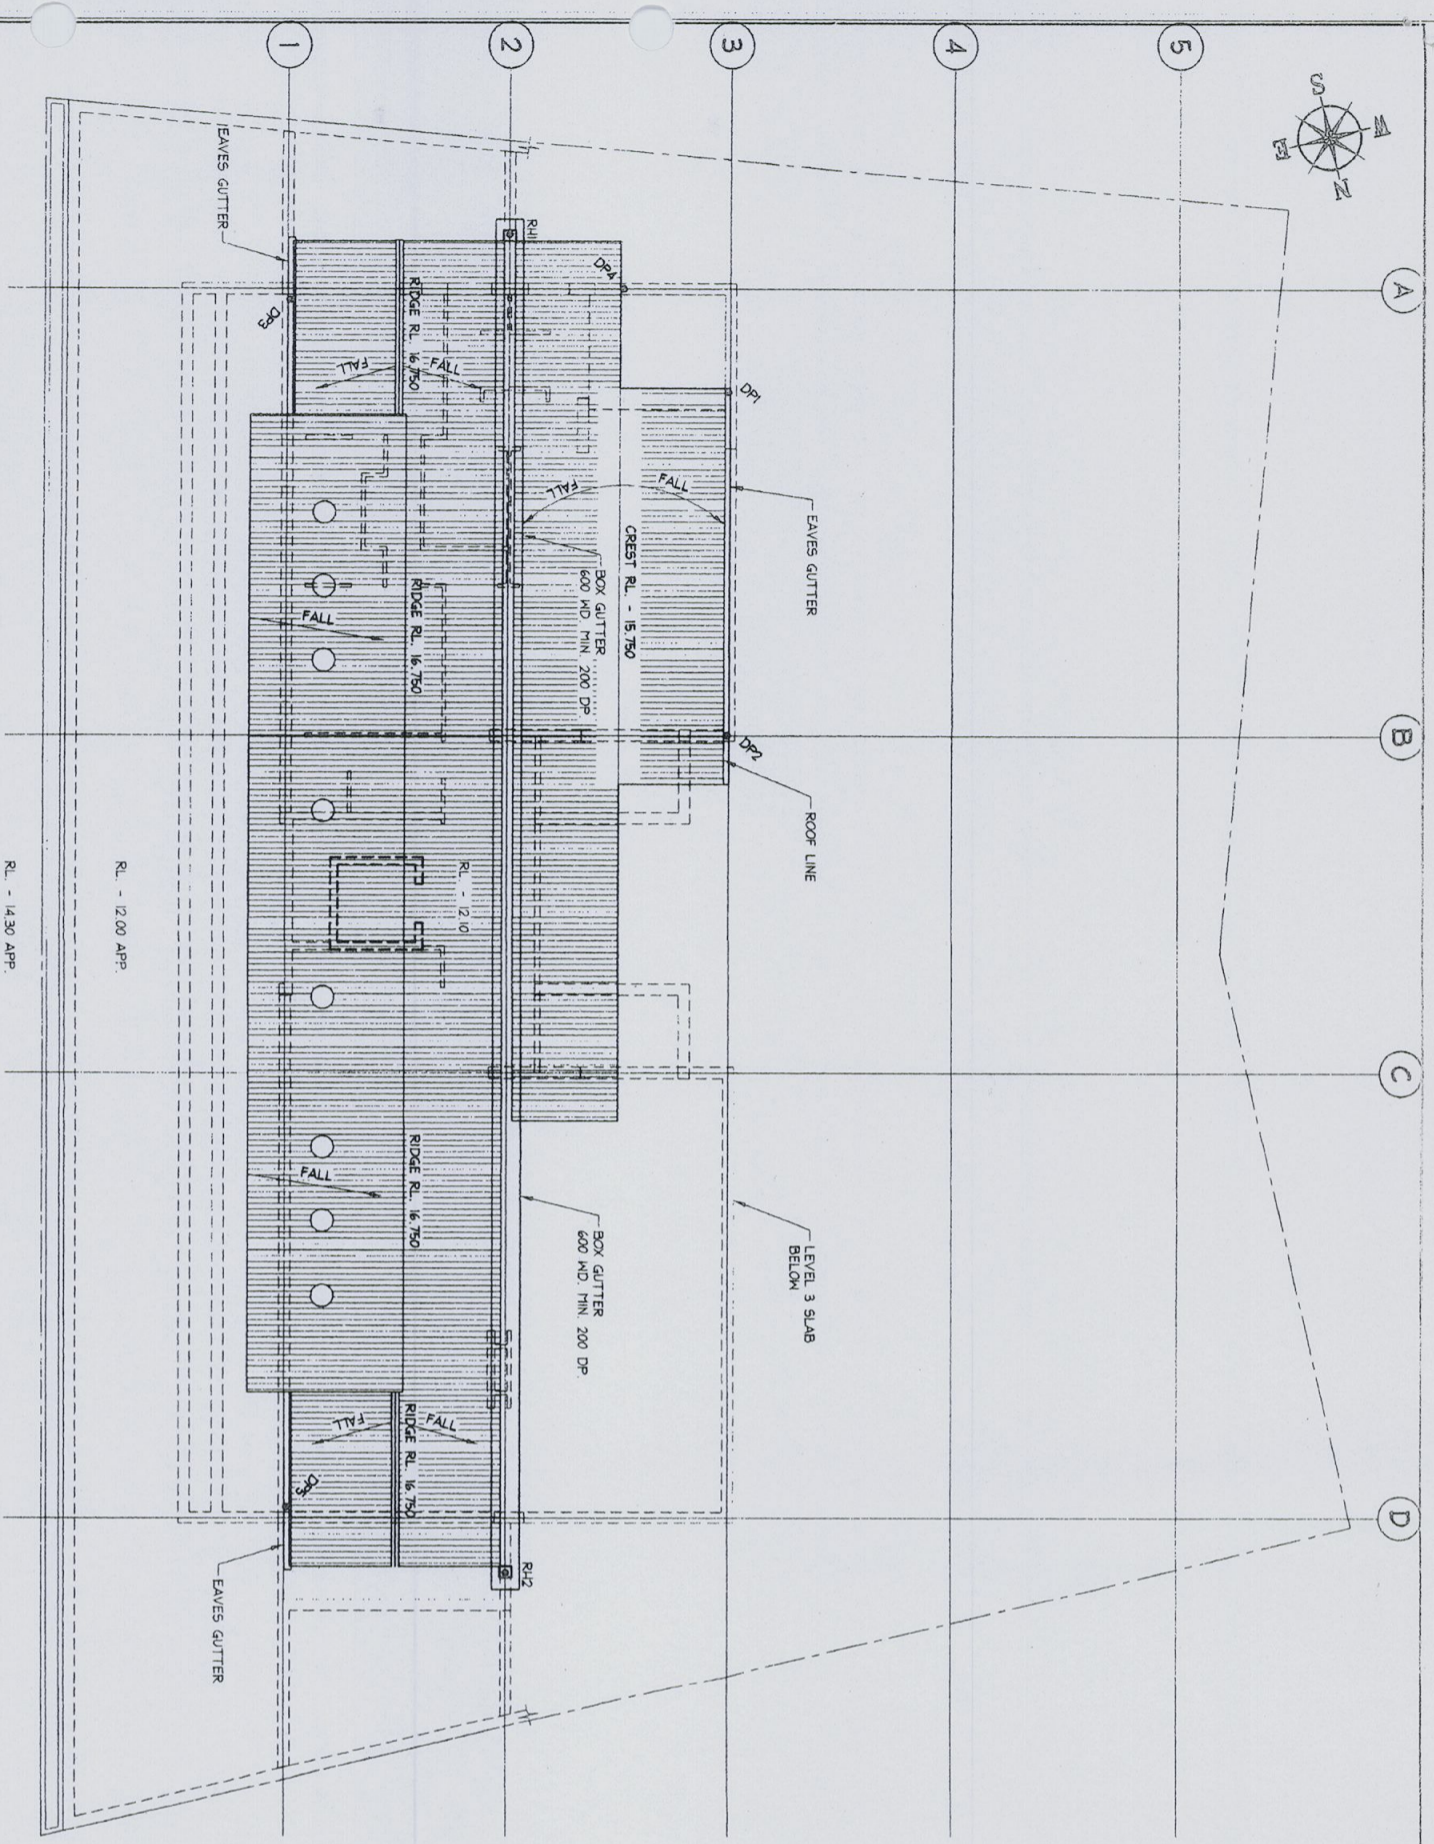 1
2
3
4
5
S
W
E
N
A
B
C
D
EAVES GUTTER
RH1
DP4
DP3
RIDGE RL. 16.750
FALL
FALL
DP1
FALL
FALL
EAVES GUTTER
CREST RL. - 15.750
BOX GUTTER
600 WD. MIN. 200 DP.
RIDGE RL. 16.750
FALL
DP2
ROOF LINE
RL. - 12.10
RL. - 12.00 APP.
RL. - 14.30 APP.
RIDGE RL. 16.750
FALL
BOX GUTTER
600 WD. MIN. 200 DP.
LEVEL 3 SLAB
BELOW
FALL
FALL
RIDGE RL. 16.750
DP5
RH2
EAVES GUTTER